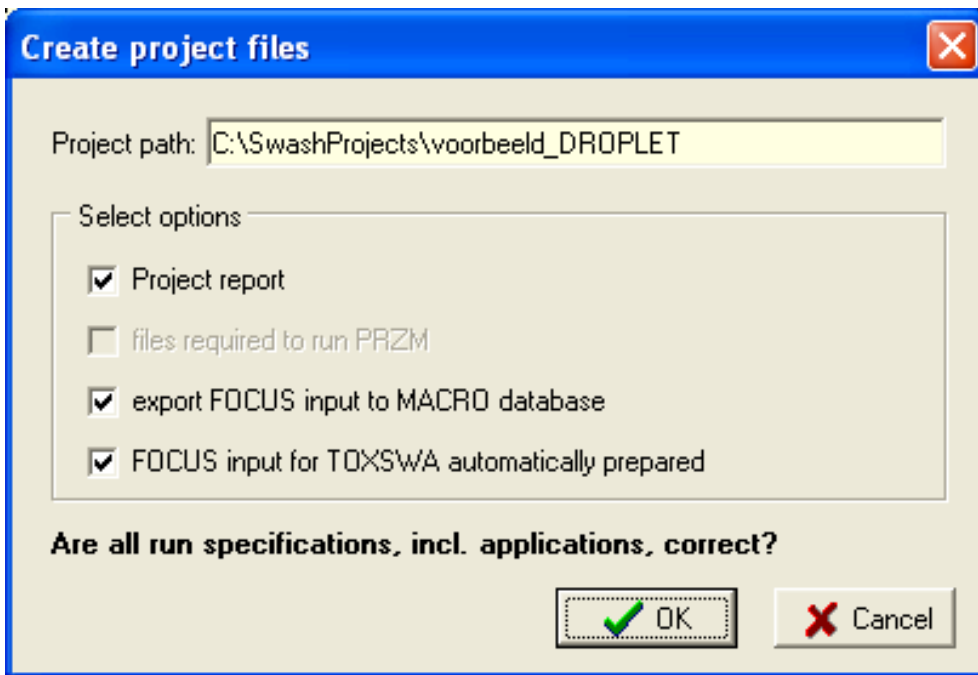 Create project files
Project path: C:\SwashProjects\voorbeeld_DROPLET
Select options
Project report
files required to run PRZM
export FOCUS input to MACRO database
FOCUS input for TOXSWA automatically prepared
Are all run specifications, incl. applications, correct?
OK Cancel